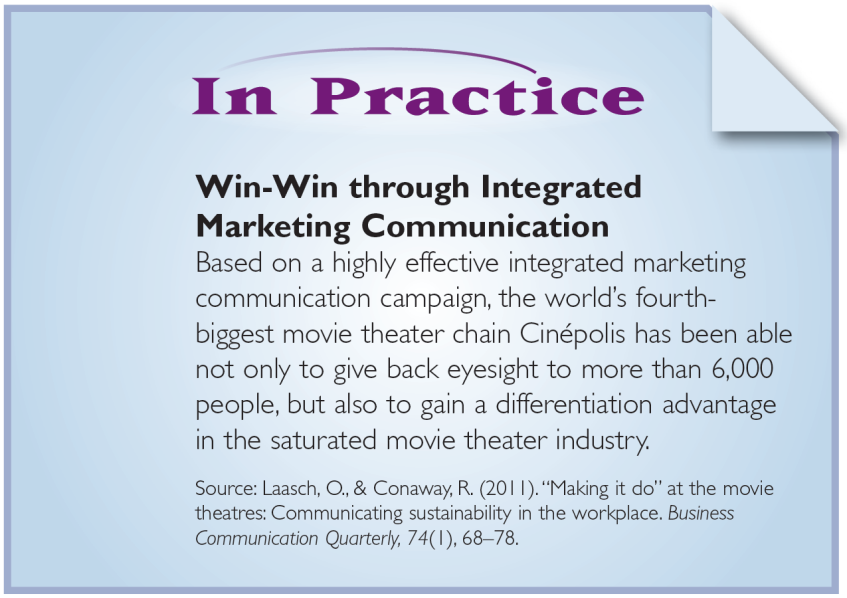 In Practice
Win-Win through Integrated
Marketing Communication
Based on a highly effective integrated marketing
communication campaign, the world's fourth-
biggest movie theater chain Cinépolis has been able
not only to give back eyesight to more than 6,000
people, but also to gain a differentiation advantage
in the saturated movie theater industry.
Source: Laasch, O., & Conaway, R. (2011). “Making it do” at the movie
theatres: Communicating sustainability in the workplace. Business
Communication Quarterly, 74(1), 68–78.